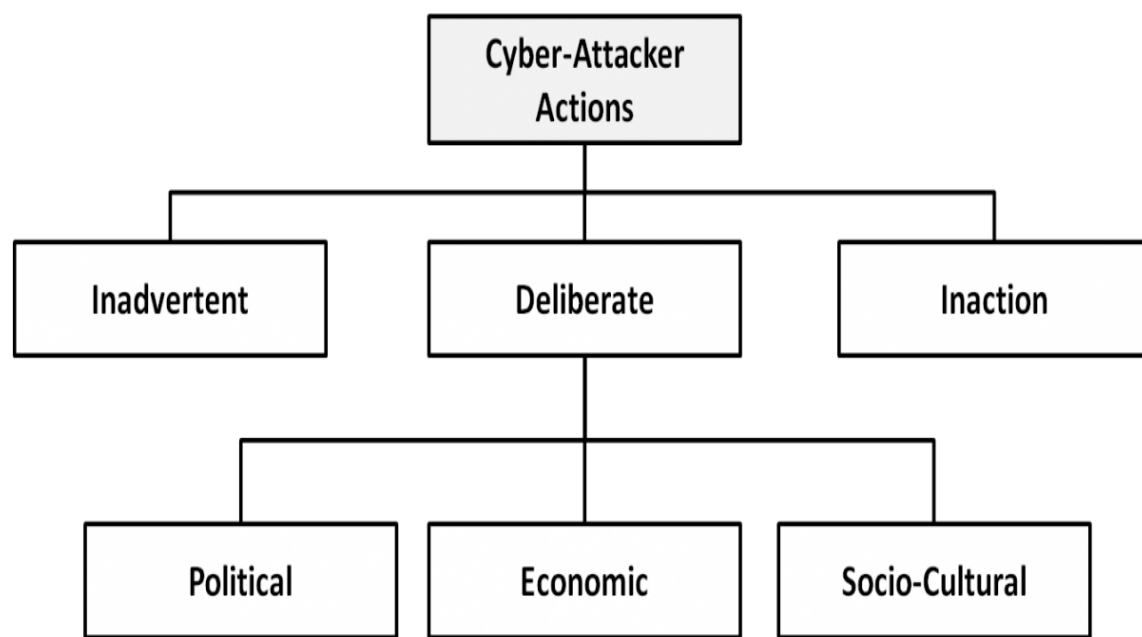 Cyber-Attacker
Actions
Inadvertent
Deliberate
Inaction
Political
Economic
Socio-Cultural